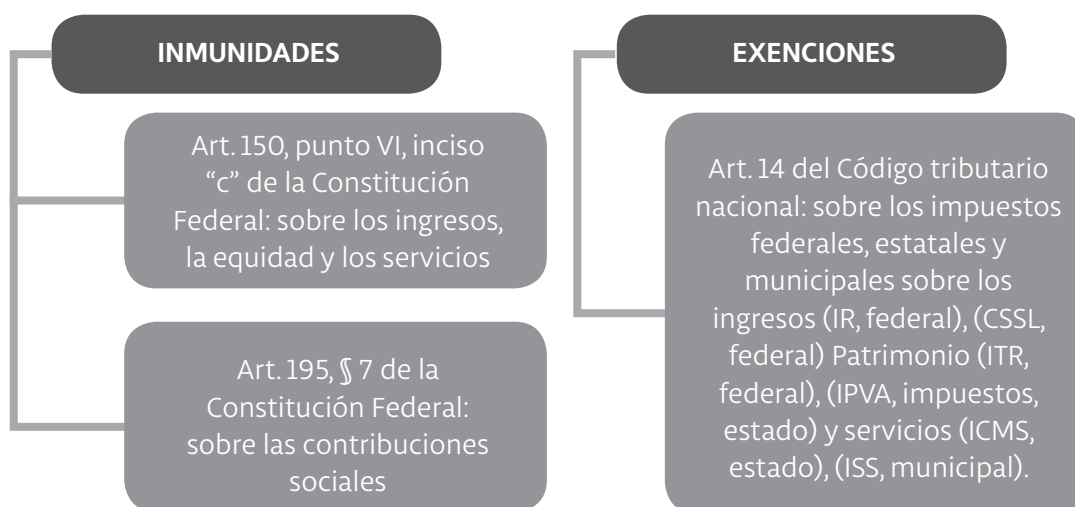 INMUNIDADES
Art. 150, punto VI, inciso
“c” de la Constitución
Federal: sobre los ingresos,
la equidad y los servicios
Art. 195, § 7 de la
Constitución Federal:
sobre las contribuciones
sociales
EXENCIONES
Art. 14 del Código tributario
nacional: sobre los impuestos
federales, estatales y
municipales sobre los
ingresos (IR, federal), (CSSL,
federal) Patrimonio (ITR,
federal), (IPVA, impuestos,
estado) y servicios (ICMS,
estado), (ISS, municipal).